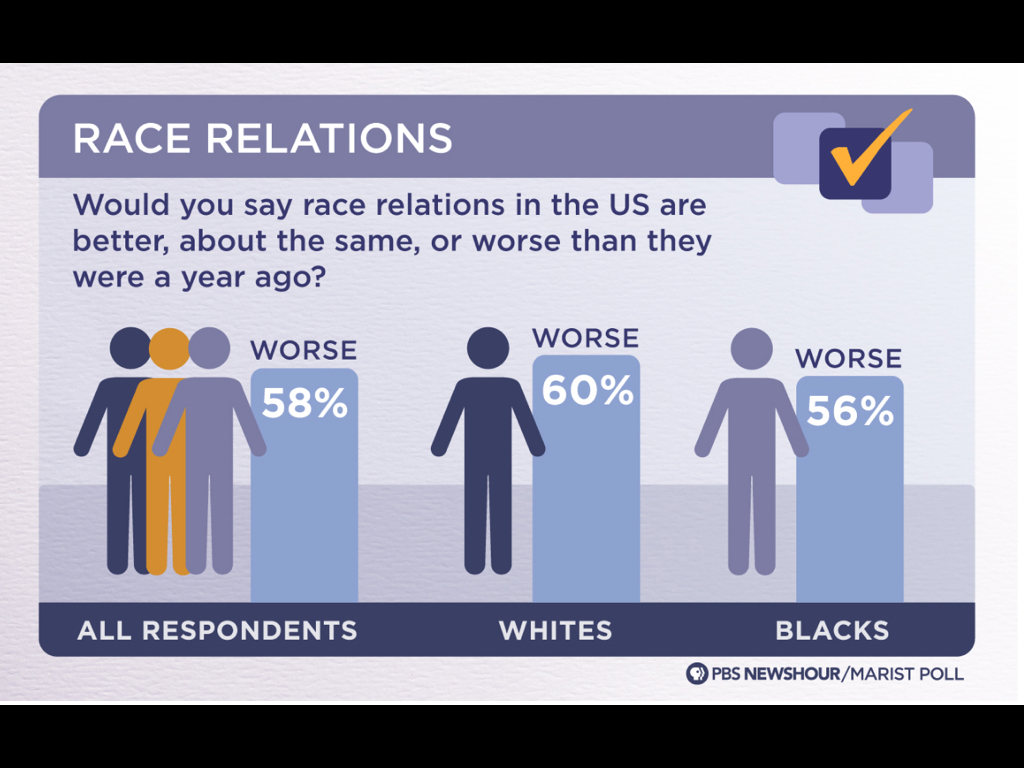 RACE RELATIONS
Would you say race relations in the US are
better, about the same, or worse than they
were a year ago?
WORSE
58%
WORSE
60%
WORSE
56%
ALL RESPONDENTS
WHITES
BLACKS
PBS NEWSHOUR/MARIST POLL